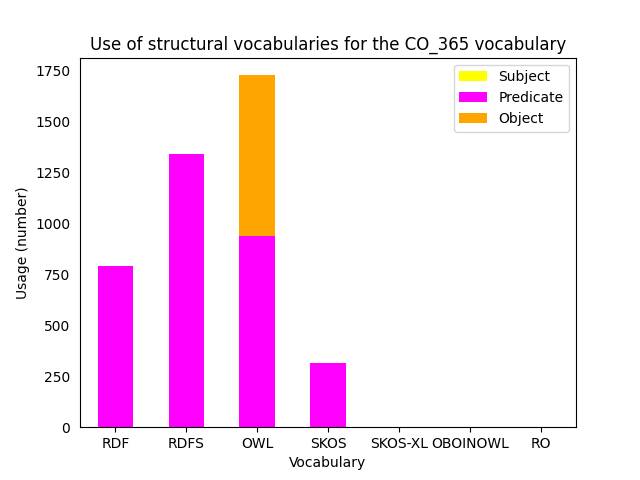 Use of structural vocabularies for the CO_365 vocabulary
Subject
Predicate
Object
Usage (number)
1750
1500
1250
1000
750
500
250
0
RDF RDFS OWL SKOS SKOS-XL OBOINOWL RO
Vocabulary